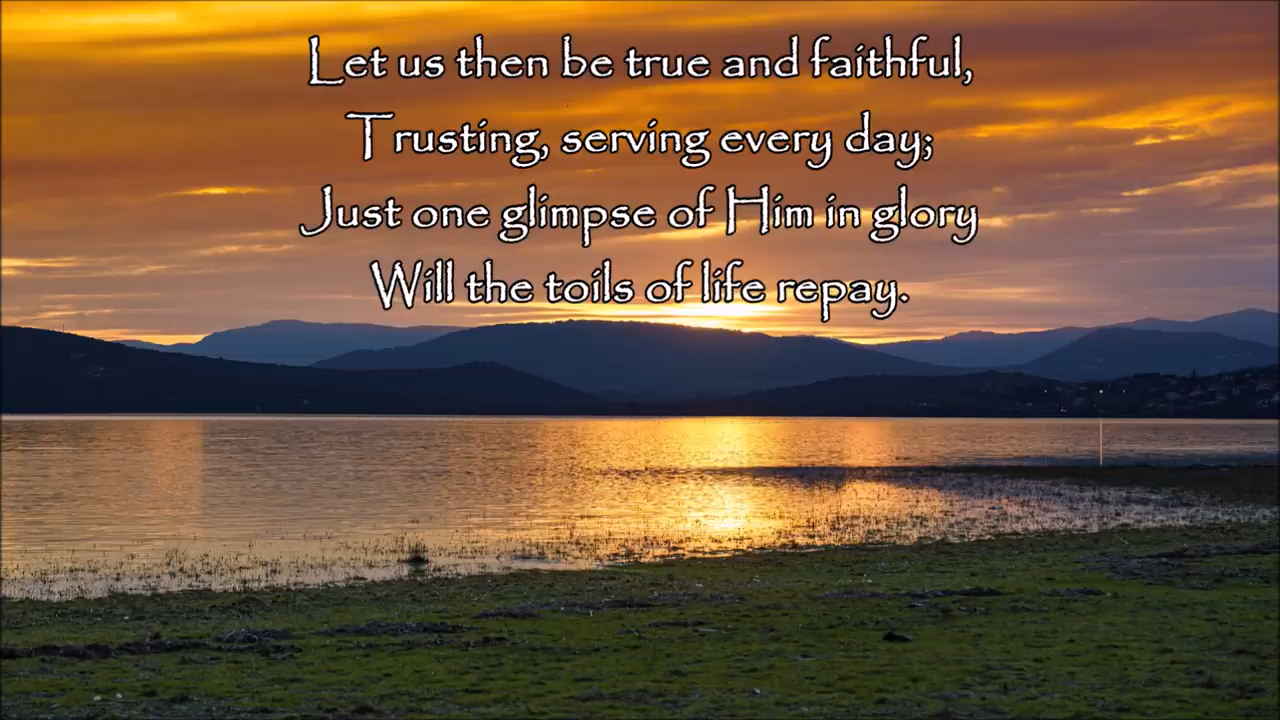 Let us then be true and faithful,
Trusting, serving every day;
Just one glimpse of Him in glory
Will the toils of life repay.